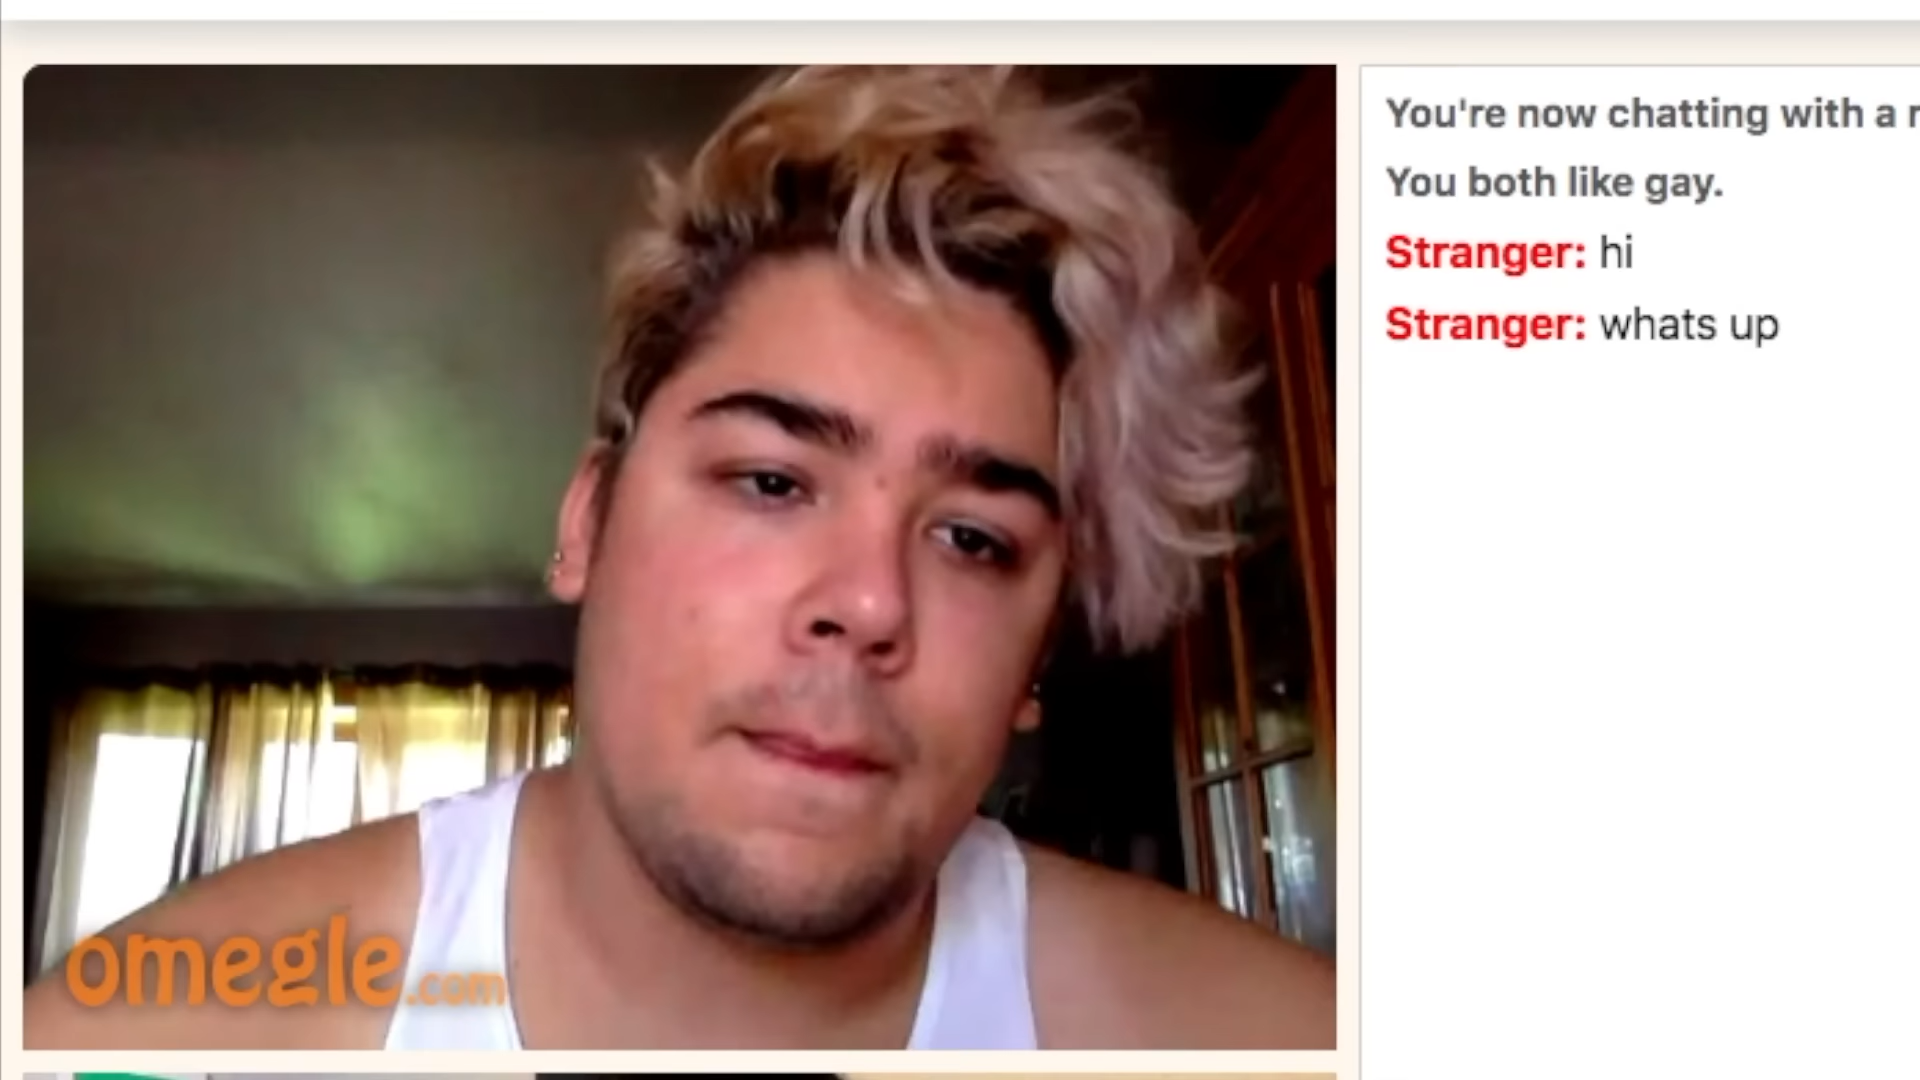 You're now chatting with a
You both like gay.
Stranger: hi
Stranger: whats up
omegle.com